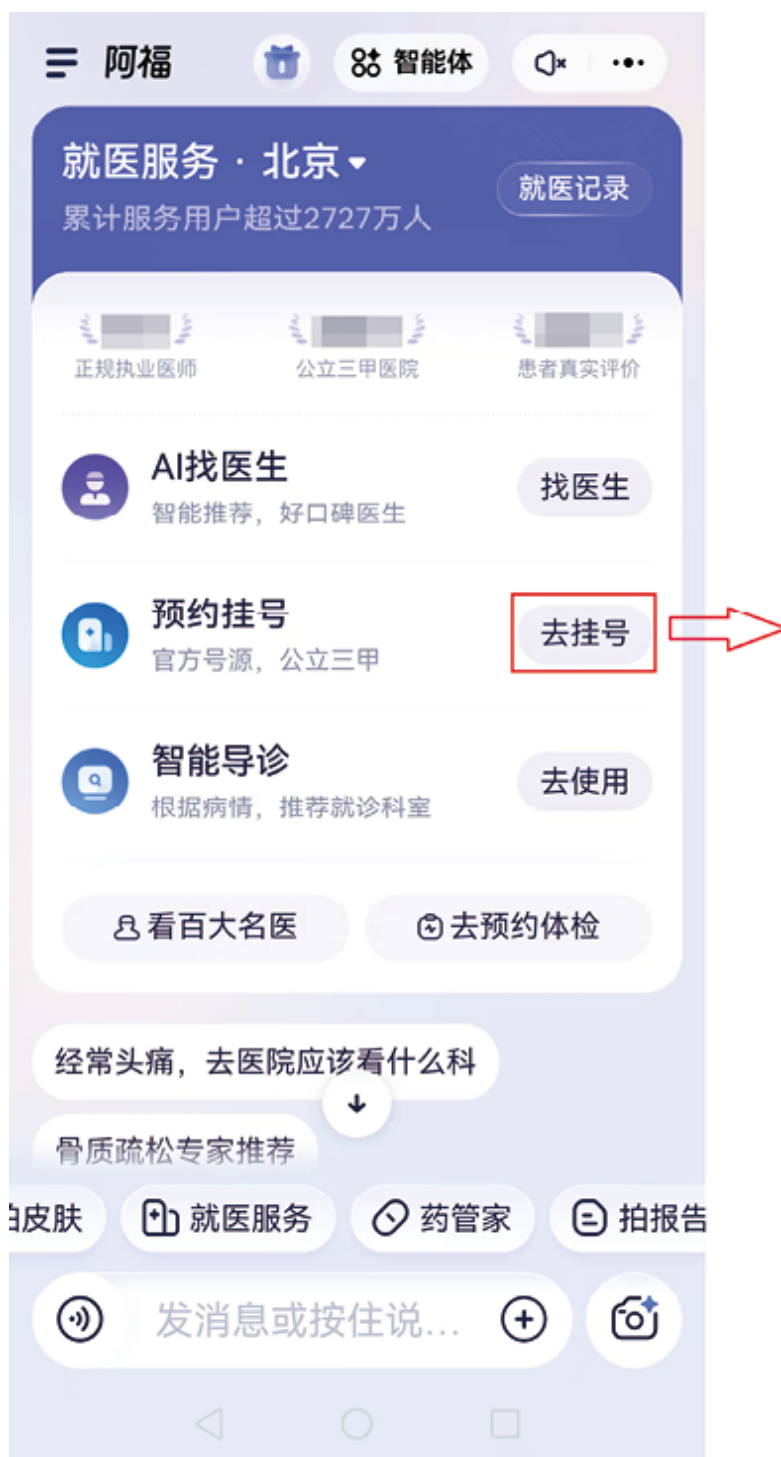 阿福
智能体
就医服务 · 北京
就医记录
累计服务用户超过2727万人
正规执业医师
公立三甲医院
患者真实评价
AI找医生
智能推荐，好口碑医生
找医生
预约挂号
官方号源，公立三甲
去挂号
智能导诊
根据病情，推荐就诊科室
去使用
看百大名医
去预约体检
经常头痛，去医院应该看什么科
骨质疏松专家推荐
皮肤
就医服务
药管家
拍报告
发消息或按住说...